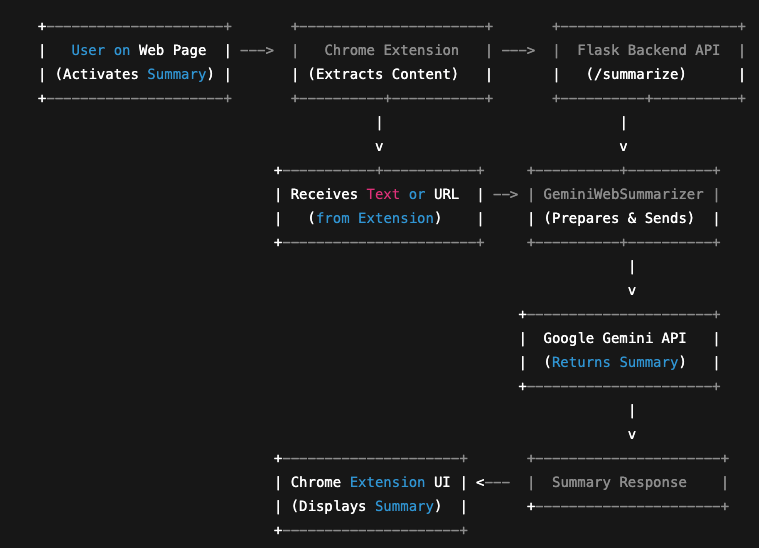 +----------------------+       +-----------------------+       +----------------------+
|   User on Web Page  | ---> |   Chrome Extension   | ---> |  Flask Backend API  |
| (Activates Summary) |      | (Extracts Content)   |      |   (/summarize)      |
+----------------------+       +----------+------------+       +----------+-----------+
|                            |
v                            v
+-----------+------------+     +----------+-----------+
| Receives Text or URL  | --> | GeminiWebSummarizer |
|   (from Extension)    |     | (Prepares & Sends)  |
+------------------------+     +----------+-----------+
|
v
+----------------------+
|  Google Gemini API   |
|  (Returns Summary)   |
+----------------------+
|
v
+---------------------+       +----------------------+
| Chrome Extension UI | <---  |  Summary Response    |
| (Displays Summary)  |       +----------------------+
+---------------------+